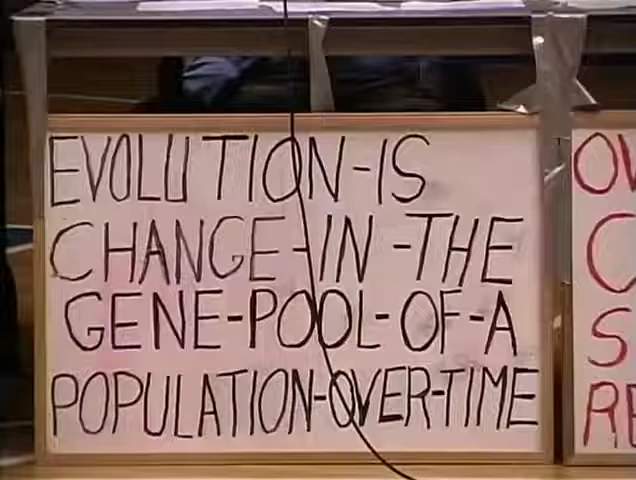 EVOLUTION-IS
CHANGE-IN-THE
GENE-POOL-OF-A
POPULATION-OVER-TIME